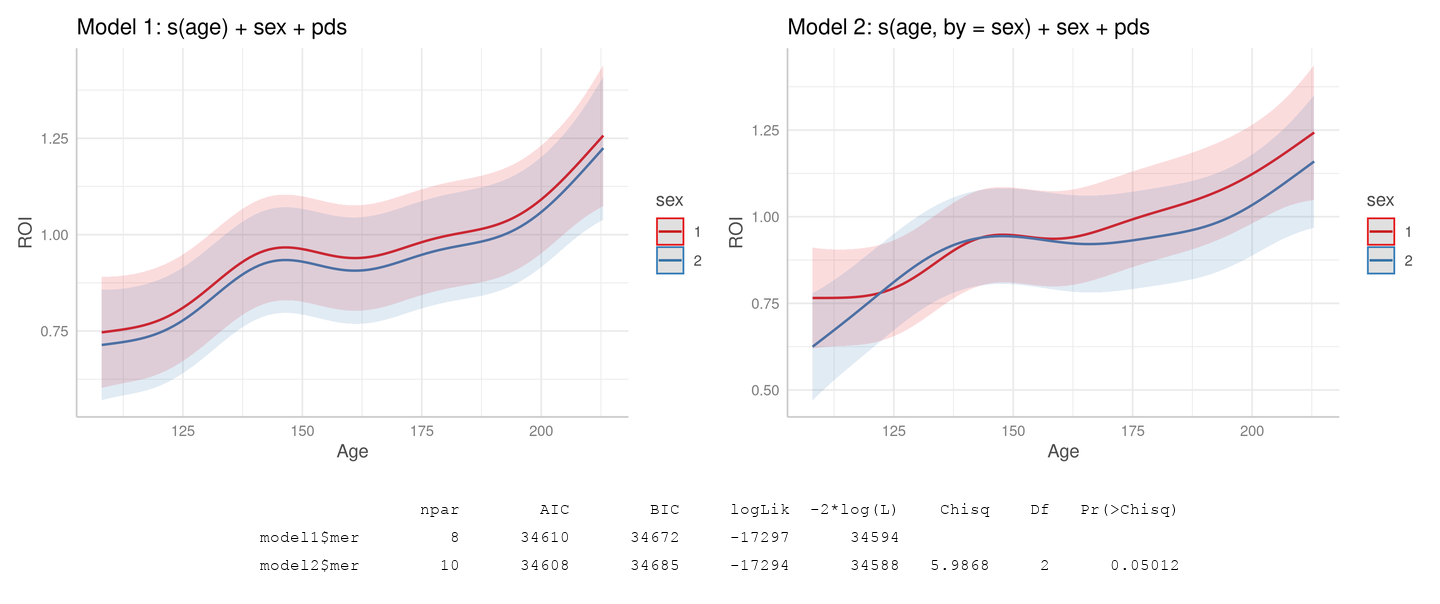 Model 1: s(age) + sex + pds
ROI
1.25
1.00
0.75
125 150 175 200
Age
sex
1
2
Model 2: s(age, by = sex) + sex + pds
ROI
1.25
1.00
0.75
0.50
125 150 175 200
Age
sex
1
2
npar AIC BIC logLik -2*log(L) Chisq Df Pr(>Chisq)
model1$mer 8 34610 34672 -17297 34594
model2$mer 10 34608 34685 -17294 34588 5.9868 2 0.05012